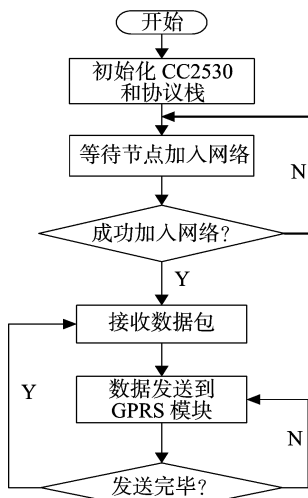 开始
初始化 CC2530
和协议栈
等待节点加入网络
N
成功加入网络?
Y
接收数据包
Y
数据发送到
GPRS 模块
N
发送完毕?